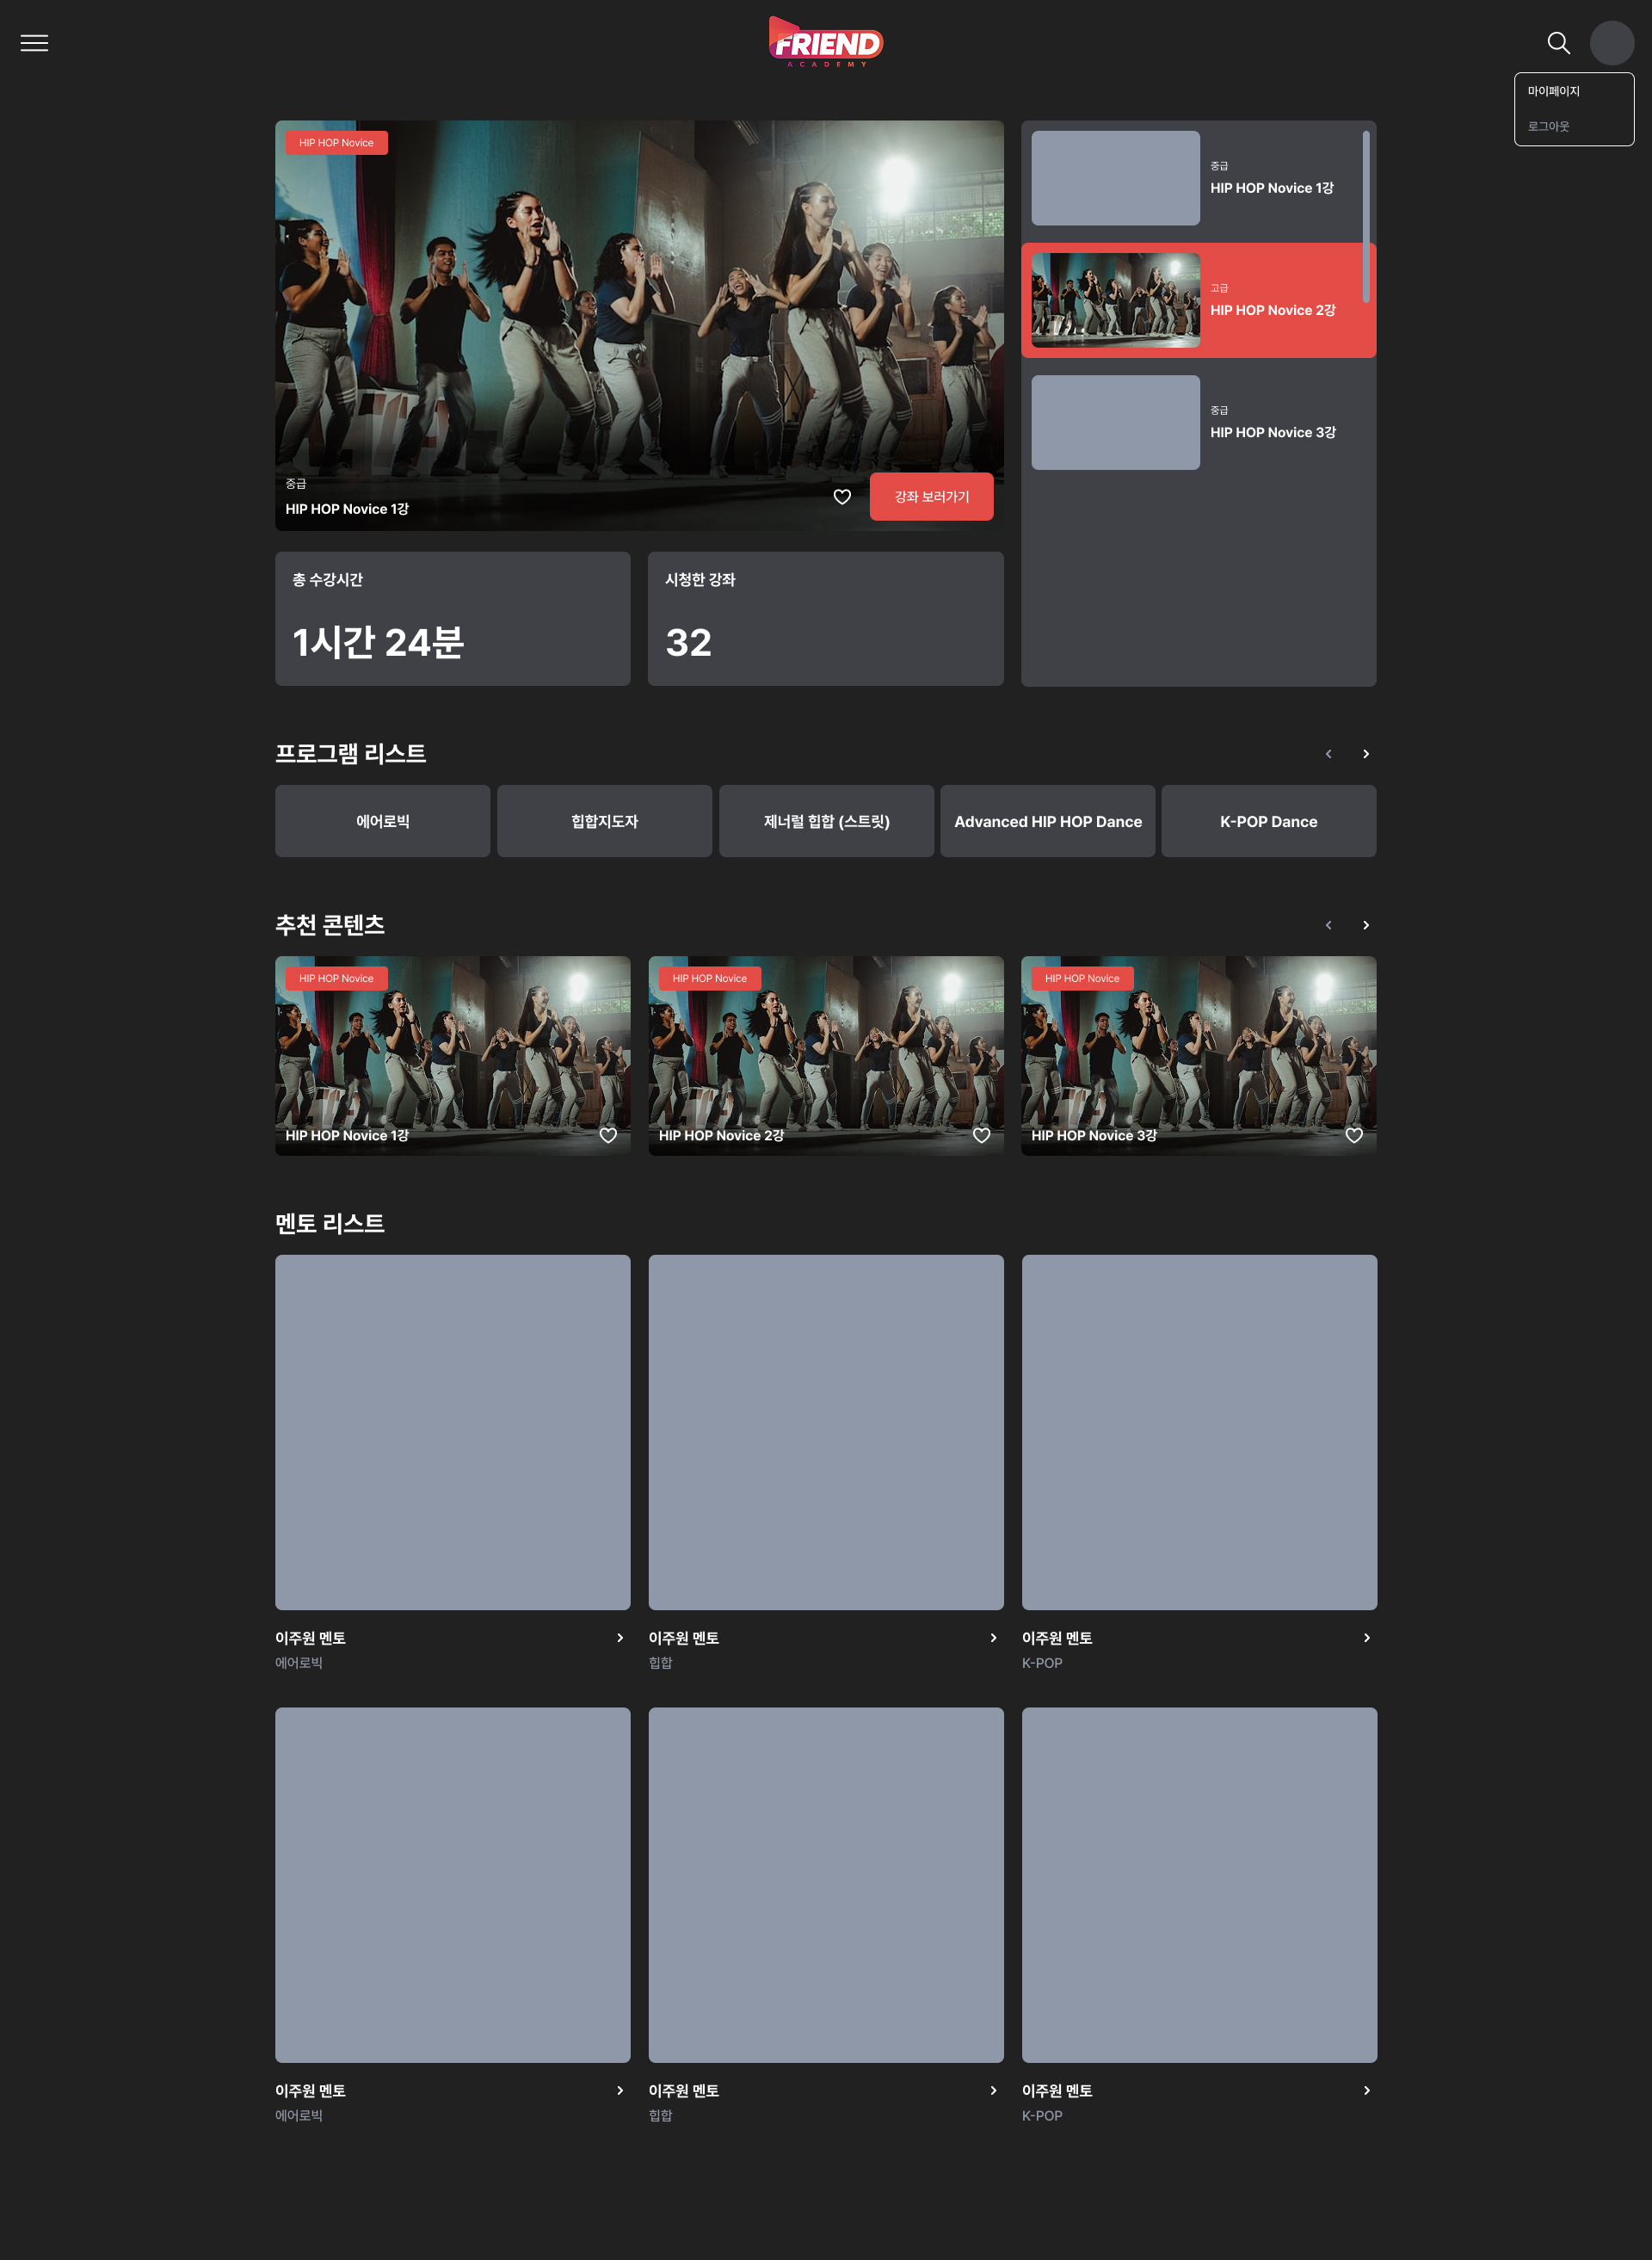 FRIEND
ACADEMY
마이페이지
로그아웃
HIP HOP Novice
중급
HIP HOP Novice 1강
강좌 보러가기
중급
HIP HOP Novice 1강
고급
HIP HOP Novice 2강
중급
HIP HOP Novice 3강
총 수강시간
1시간 24분
시청한 강좌
32
프로그램 리스트
에어로빅
힙합지도자
제너럴 힙합 (스트릿)
Advanced HIP HOP Dance
K-POP Dance
추천 콘텐츠
HIP HOP Novice
HIP HOP Novice 1강
HIP HOP Novice
HIP HOP Novice 2강
HIP HOP Novice
HIP HOP Novice 3강
멘토 리스트
이주원 멘토
에어로빅
이주원 멘토
힙합
이주원 멘토
K-POP
이주원 멘토
에어로빅
이주원 멘토
힙합
이주원 멘토
K-POP